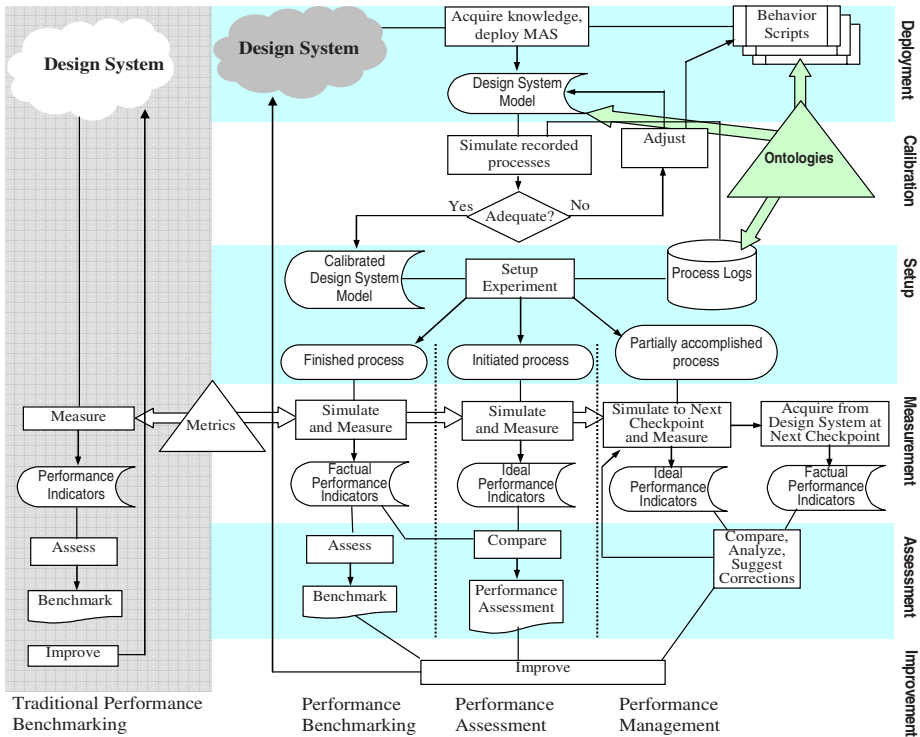 Design System
Design System
Acquire knowledge,
deploy MAS
Behavior
Scripts
Deployment
Design System
Model
Simulate recorded
processes
Adjust
Ontologies
Calibration
Yes
Adequate?
No
Calibrated
Design System
Model
Setup
Experiment
Process Logs
Setup
Finished process
Initiated process
Partially accomplished
process
Measure
Metrics
Simulate
and Measure
Simulate
and Measure
Simulate to Next
Checkpoint
and Measure
Acquire from
Design System at
Next Checkpoint
Measurement
Performance
Indicators
Factual
Performance
Indicators
Ideal
Performance
Indicators
Ideal
Performance
Indicators
Factual
Performance
Indicators
Assess
Assess
Compare
Compare,
Analyze,
Suggest
Corrections
Assessment
Benchmark
Benchmark
Performance
Assessment
Improve
Improve
Improvement
Traditional Performance
Benchmarking
Performance
Benchmarking
Performance
Assessment
Performance
Management